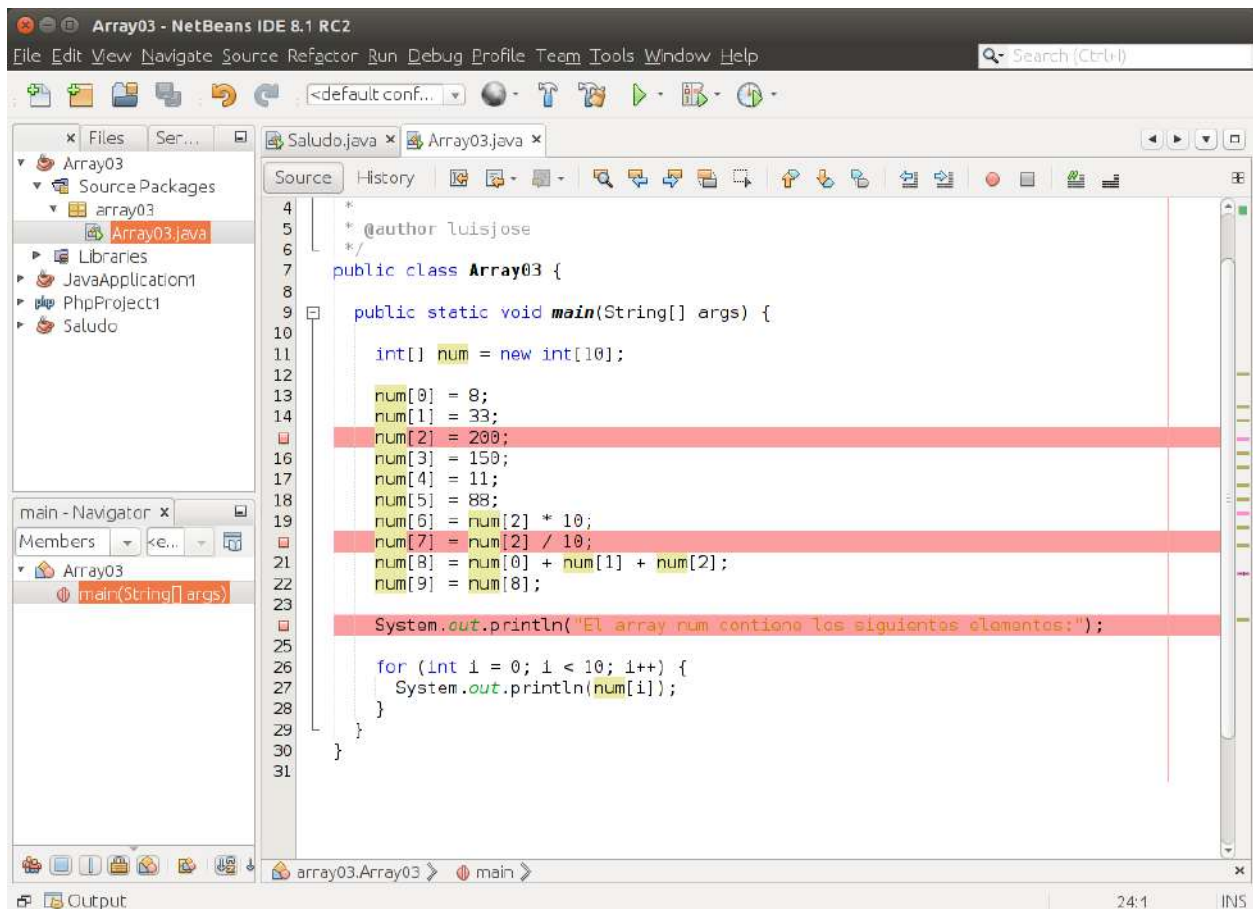 Array03 - NetBeans IDE 8.1 RC2
File Edit View Navigate Source Refactor Run Debug Profile Team Tools Window Help
Search (Ctrl+I)
<default conf...
Files Ser...
Saludo.java Array03.java
Array03
Source Packages
array03
Array03.java
Libraries
JavaApplication1
PhpProject1
Saludo
Source History
4 *
5 * @author luisjose
6 */
7 public class Array03 {
8
9 public static void main(String[] args) {
10
11 int[] num = new int[10];
12
13 num[0] = 8;
14 num[1] = 33;
num[2] = 200;
16 num[3] = 150;
17 num[4] = 11;
18 num[5] = 88;
19 num[6] = num[2] * 10;
num[7] = num[2] / 10;
21 num[8] = num[0] + num[1] + num[2];
22 num[9] = num[8];
23
System.out.println("El array num contiene los siguientes elementos:");
25
26 for (int i = 0; i < 10; i++) {
27 System.out.println(num[i]);
28 }
29 }
30 }
31
main - Navigator
Members <e...
Array03
main(String[] args)
array03.Array03 main
Output
24:1 INS